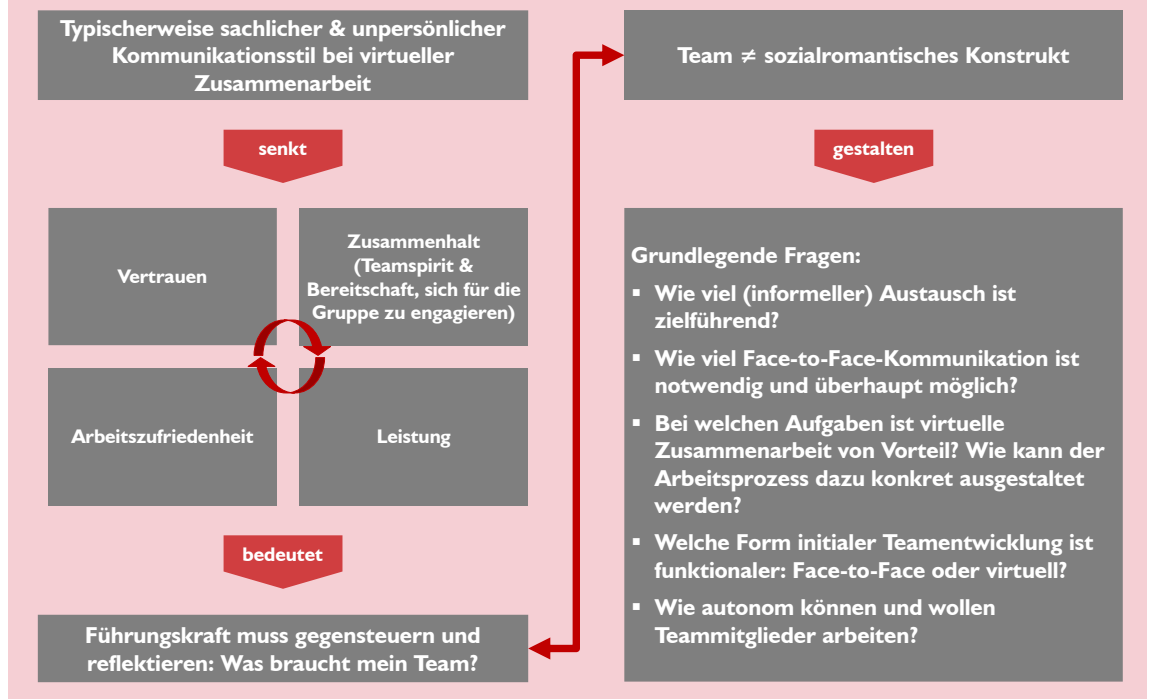 Typischerweise sachlicher & unpersönlicher
Kommunikationsstil bei virtueller
Zusammenarbeit
senkt
Vertrauen
Zusammenhalt
(Teamspirit &
Bereitschaft, sich für die
Gruppe zu engagieren)
Arbeitszufriedenheit
Leistung
bedeutet
Führungskraft muss gegensteuern und
reflektieren: Was braucht mein Team?
Team ≠ sozialromantisches Konstrukt
gestalten
Grundlegende Fragen:
▪ Wie viel (informeller) Austausch ist
zielführend?
▪ Wie viel Face-to-Face-Kommunikation ist
notwendig und überhaupt möglich?
▪ Bei welchen Aufgaben ist virtuelle
Zusammenarbeit von Vorteil? Wie kann der
Arbeitsprozess dazu konkret ausgestaltet
werden?
▪ Welche Form initialer Teamentwicklung ist
funktionaler: Face-to-Face oder virtuell?
▪ Wie autonom können und wollen
Teammitglieder arbeiten?